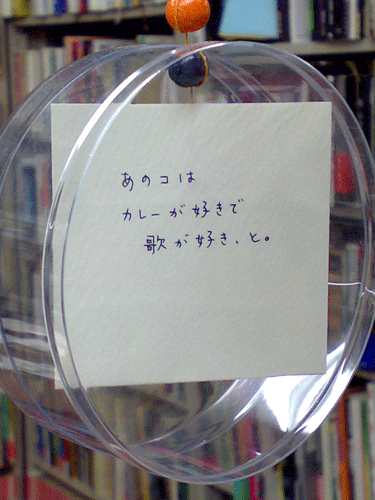 あのコは
カレーが好きで
歌が好き、と。